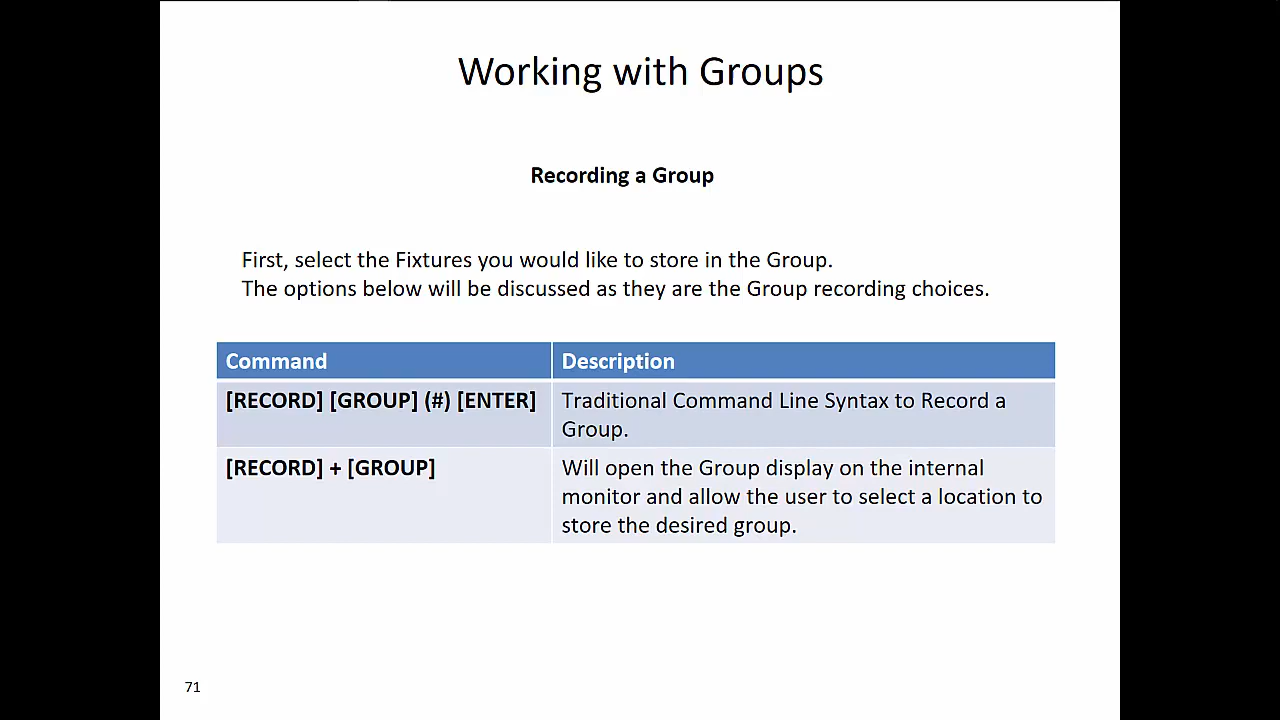 Working with Groups
Recording a Group
First, select the Fixtures you would like to store in the Group.
The options below will be discussed as they are the Group recording choices.
Command Description
[RECORD] [GROUP] (#) [ENTER] Traditional Command Line Syntax to Record a
Group.
[RECORD] + [GROUP] Will open the Group display on the internal
monitor and allow the user to select a location to
store the desired group.
71